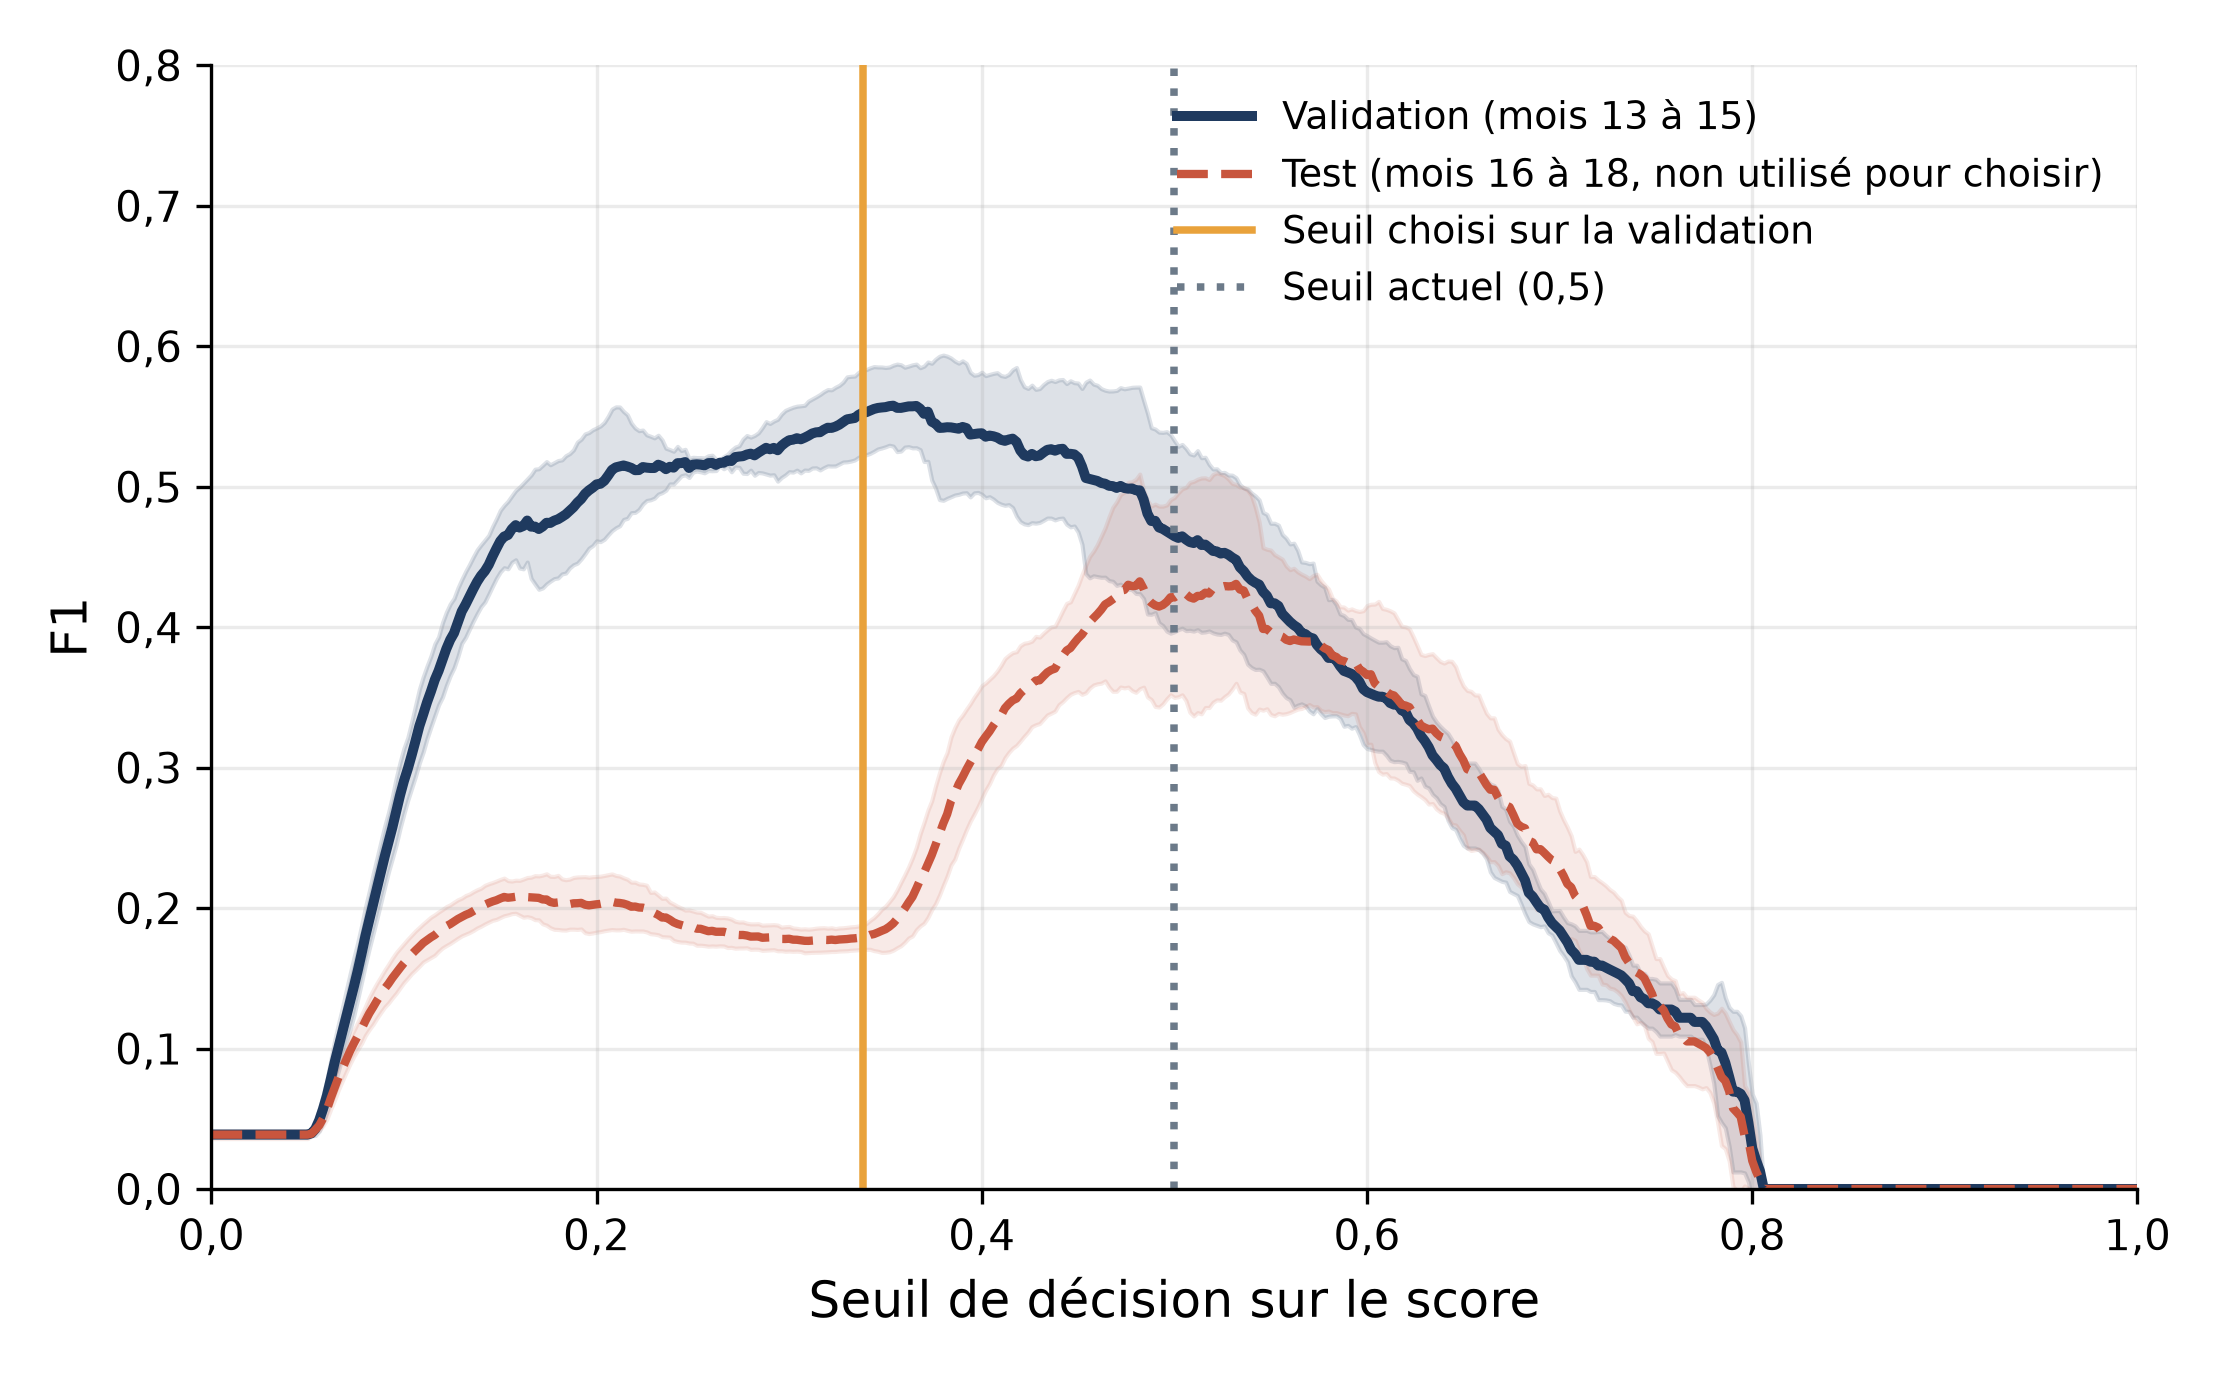 0,8
0,7
0,6
0,5
0,4
0,3
0,2
0,1
0,0
F1
Validation (mois 13 à 15)
Test (mois 16 à 18, non utilisé pour choisir)
Seuil choisi sur la validation
Seuil actuel (0,5)
0,0 0,2 0,4 0,6 0,8 1,0
Seuil de décision sur le score